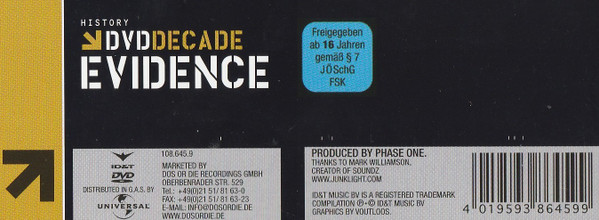 HISTORY
DVDDECADE
EVIDENCE
Freigegeben
ab 16 Jahren
gemäß § 7
JÖSchG
FSK
ID&T
DVD
VIDEO
DISTRIBUTED IN G.A.S. BY
UNIVERSAL
108.645.9
MARKETED BY
DOS OR DIE RECORDINGS GMBH
OBERBENRADER STR. 529
Tel.: +49(0)21 51/81 63-0
Fax: +49(0)21 51/81 63-23
E-MAIL: INFO@DOSORDIE.DE
WWW.DOSORDIE.DE
PRODUCED BY PHASE ONE.
THANKS TO MARK WILLIAMSON.
CREATOR OF SOUNDZ
WWW.JUNKLIGHT.COM
ID&T MUSIC BV IS A REGISTERED TRADEMARK
COMPILATION ℗+© ID&T MUSIC BV
GRAPHICS BY VOUTLOOS.
4 019593 864599